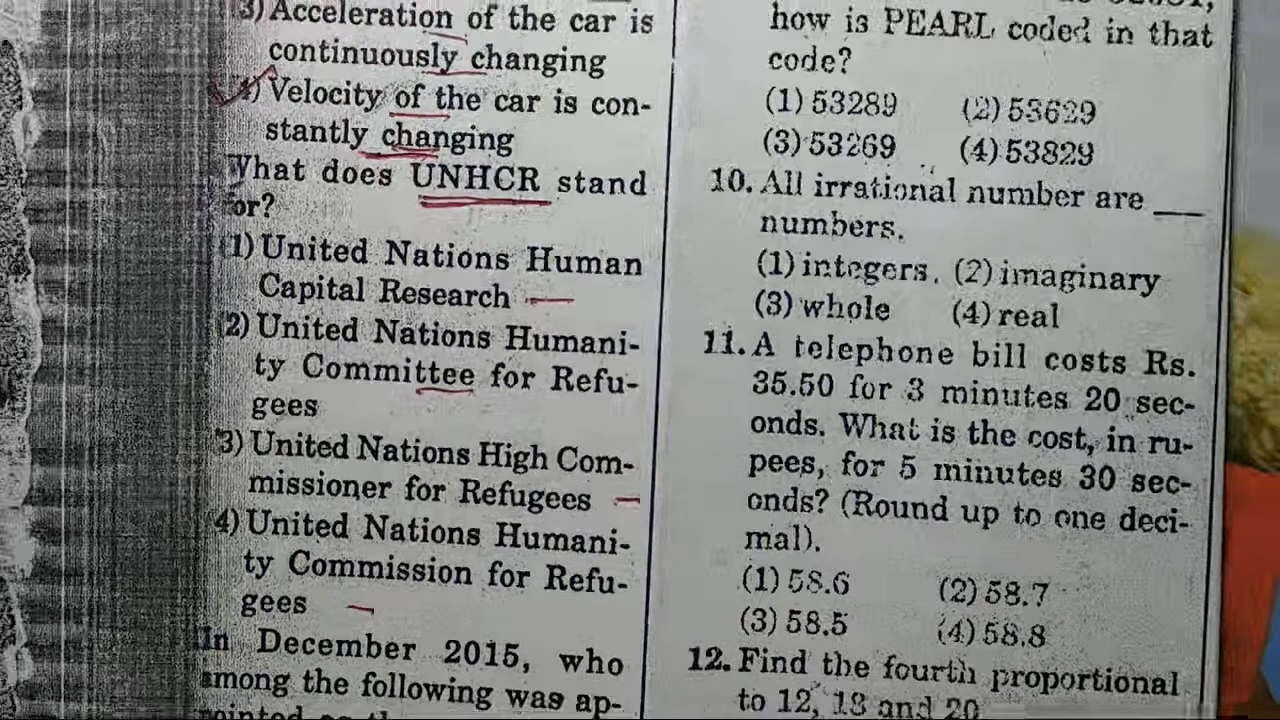 3) Acceleration of the car is
continuously changing
4) Velocity of the car is con-
stantly changing
What does UNHCR stand
for?
(1) United Nations Human
Capital Research
2) United Nations Humani-
ty Committee for Refu-
gees
3) United Nations High Com-
missioner for Refugees
4) United Nations Humani-
ty Commission for Refu-
gees
In December 2015, who
among the following was ap-
how is PEARL coded in that
code?
(1) 53289 (2) 53629
(3) 53269 (4) 53829
10. All irrational number are ___
numbers.
(1) integers. (2) imaginary
(3) whole (4) real
11. A telephone bill costs Rs.
35.50 for 3 minutes 20 sec-
onds. What is the cost, in ru-
pees, for 5 minutes 30 sec-
onds? (Round up to one deci-
mal).
(1) 58.6 (2) 58.7
(3) 58.5 (4) 58.8
12. Find the fourth proportional
to 12, 18 and 20